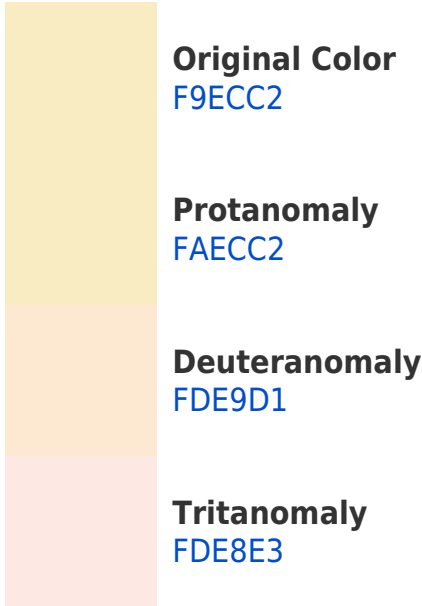 Original Color
F9ECC2
Protanomaly
FAECC2
Deuteranomaly
FDE9D1
Tritanomaly
FDE8E3